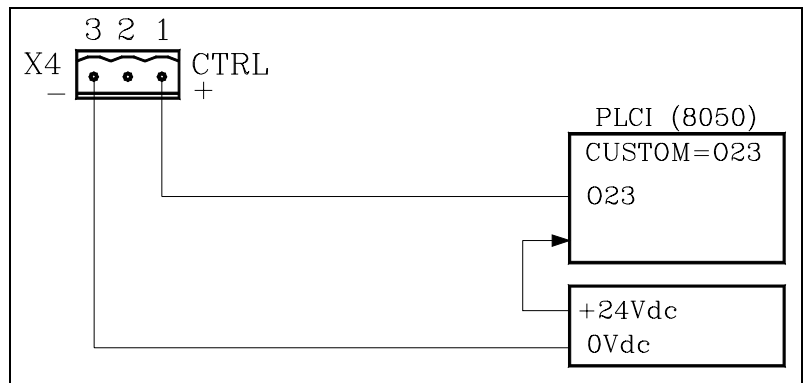 3 2 1
X4 CTRL
- +
PLCI (8050)
CUSTOM=O23
O23
+24Vdc
0Vdc